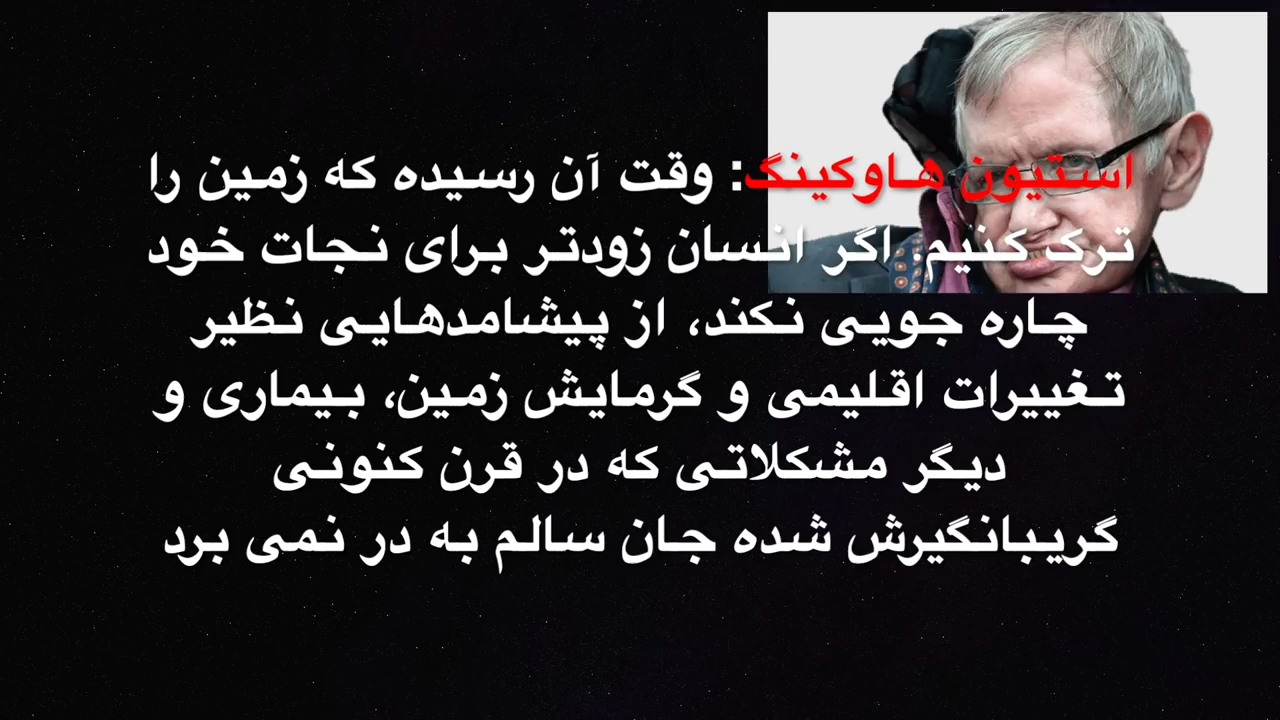 استیون هاوکینگ: وقت آن رسیده که زمین را
ترک کنیم. اگر انسان زودتر برای نجات خود
چاره جویی نکند، از پیشامدهایی نظیر
تغییرات اقلیمی و گرمایش زمین، بیماری و
دیگر مشکلاتی که در قرن کنونی
گریبانگیرش شده جان سالم به در نمی برد